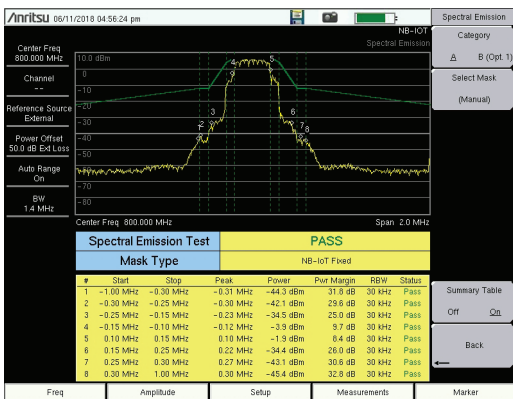 Anritsu 06/11/2018 04:56:24 pm
NB-IOT
Spectral Emission
Center Freq
800.000 MHz
Channel
--
Reference Source
External
Power Offset
50.0 dB Ext Loss
Auto Range
On
BW
1.4 MHz
10.0 dBm
0
-10
-20
-30
-40
-50
-60
-70
-80
4
5
3
6
2
7
8
Center Freq 800.000 MHz Span 2.0 MHz
Spectral Emission Test PASS
Mask Type NB-IoT Fixed
# Start Stop Peak Power Pwr Margin RBW Status
1 -1.00 MHz -0.30 MHz -0.31 MHz -44.3 dBm 31.8 dB 30 kHz Pass
2 -0.30 MHz -0.25 MHz -0.30 MHz -42.1 dBm 29.6 dB 30 kHz Pass
3 -0.25 MHz -0.15 MHz -0.23 MHz -34.5 dBm 25.0 dB 30 kHz Pass
4 -0.15 MHz -0.10 MHz -0.12 MHz -3.9 dBm 9.7 dB 30 kHz Pass
5 0.10 MHz 0.15 MHz 0.10 MHz -1.9 dBm 8.4 dB 30 kHz Pass
6 0.15 MHz 0.25 MHz 0.22 MHz -34.4 dBm 26.0 dB 30 kHz Pass
7 0.25 MHz 0.30 MHz 0.27 MHz -43.1 dBm 30.6 dB 30 kHz Pass
8 0.30 MHz 1.00 MHz 0.30 MHz -45.4 dBm 32.8 dB 30 kHz Pass
Spectral Emission
Category
A B (Opt. 1)
Select Mask
(Manual)
Summary Table
Off On
Back
Freq Amplitude Setup Measurements Marker